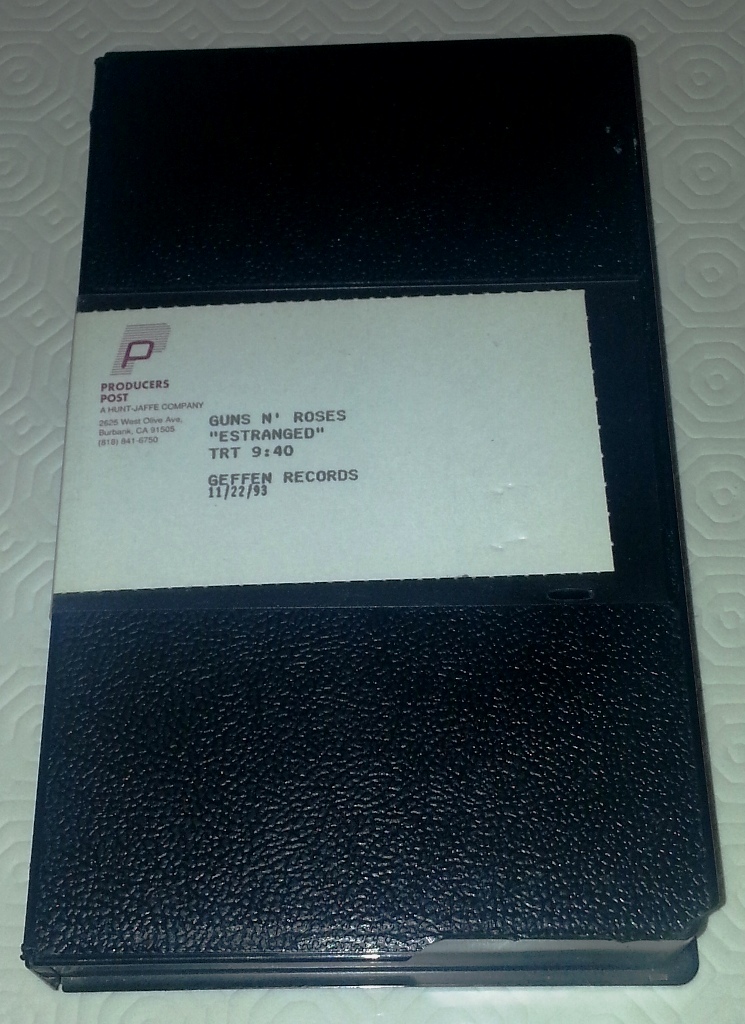 P
PRODUCERS
POST
A HUNT-JAFFE COMPANY
2625 West Olive Ave.
Burbank, CA 91505
(818) 841-6750
GUNS N' ROSES
"ESTRANGED"
TRT 9:40
GEFFEN RECORDS
11/22/93